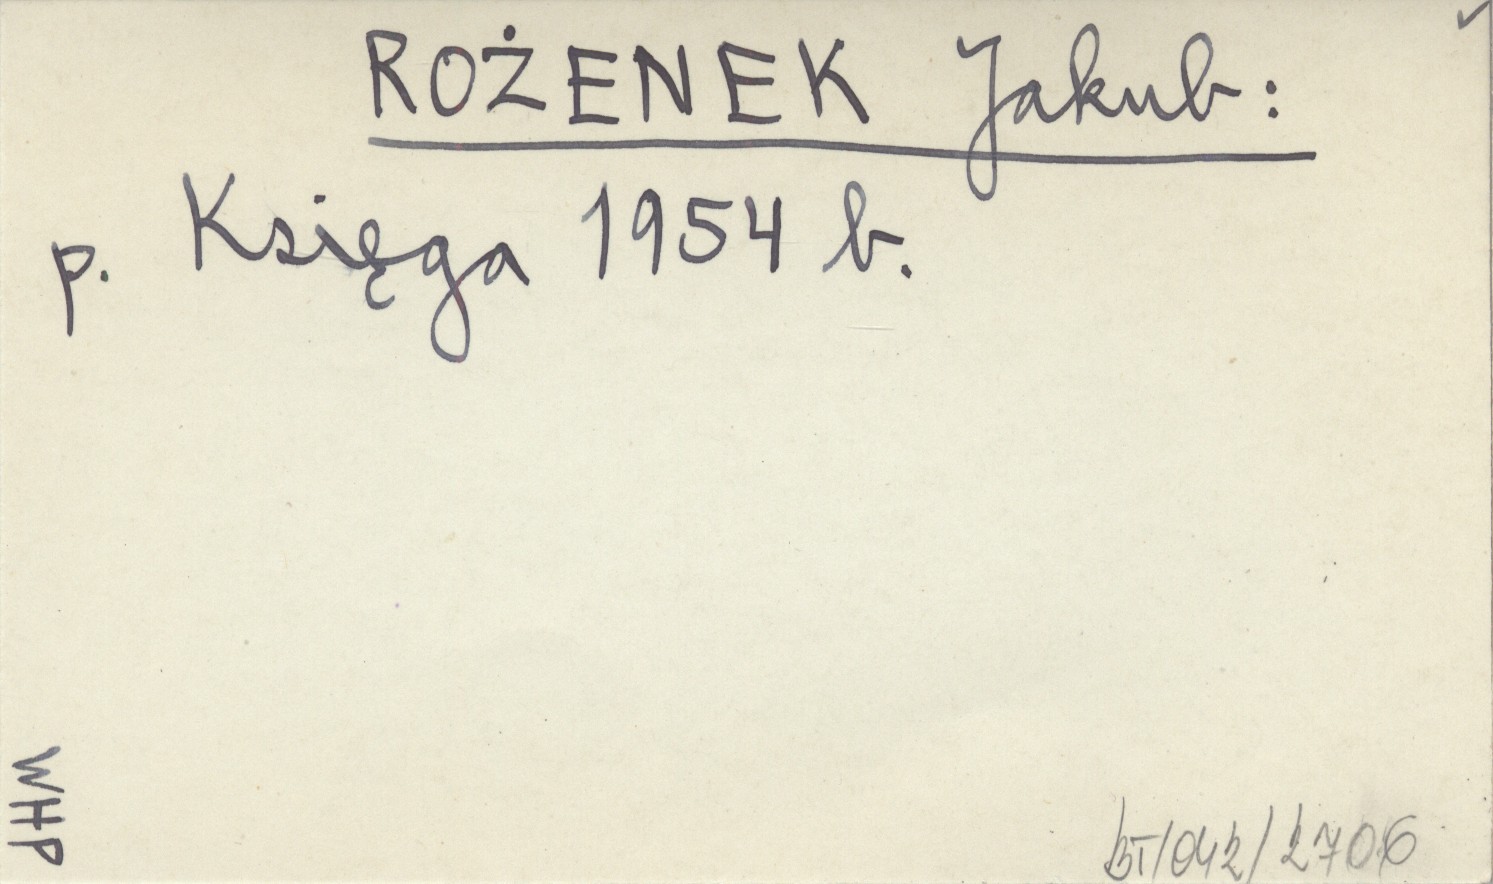 ROŻENEK Jakub:
p. Księga 1954 b.
WHP
BT/042/2706